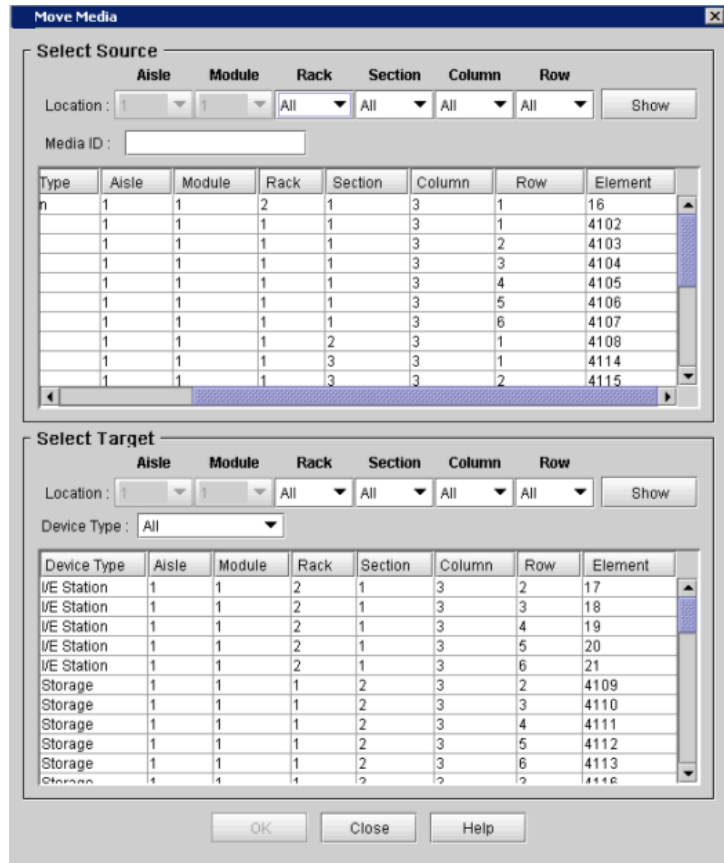 Move Media
Select Source
Aisle Module Rack Section Column Row
Location : 1 1 All All All All Show
Media ID :
Type Aisle Module Rack Section Column Row Element
n 1 1 2 1 3 1 16
1 1 1 1 3 1 4102
1 1 1 1 3 2 4103
1 1 1 1 3 3 4104
1 1 1 1 3 4 4105
1 1 1 1 3 5 4106
1 1 1 1 3 6 4107
1 1 1 2 3 1 4108
1 1 1 3 3 1 4114
1 1 1 3 3 2 4115
Select Target
Aisle Module Rack Section Column Row
Location : 1 1 All All All All Show
Device Type : All
Device Type Aisle Module Rack Section Column Row Element
I/E Station 1 1 2 1 3 2 17
I/E Station 1 1 2 1 3 3 18
I/E Station 1 1 2 1 3 4 19
I/E Station 1 1 2 1 3 5 20
I/E Station 1 1 2 1 3 6 21
Storage 1 1 1 2 3 2 4109
Storage 1 1 1 2 3 3 4110
Storage 1 1 1 2 3 4 4111
Storage 1 1 1 2 3 5 4112
Storage 1 1 1 2 3 6 4113
Storage 1 1 1 3 3 3 4116
OK Close Help